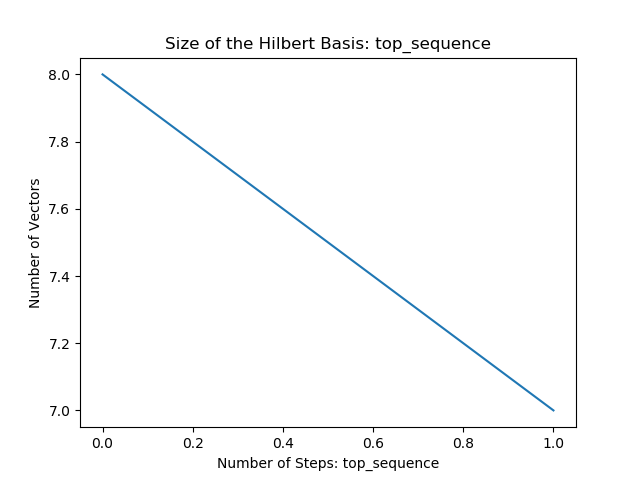 Size of the Hilbert Basis: top_sequence
Number of Vectors
8.0
7.8
7.6
7.4
7.2
7.0
0.0 0.2 0.4 0.6 0.8 1.0
Number of Steps: top_sequence